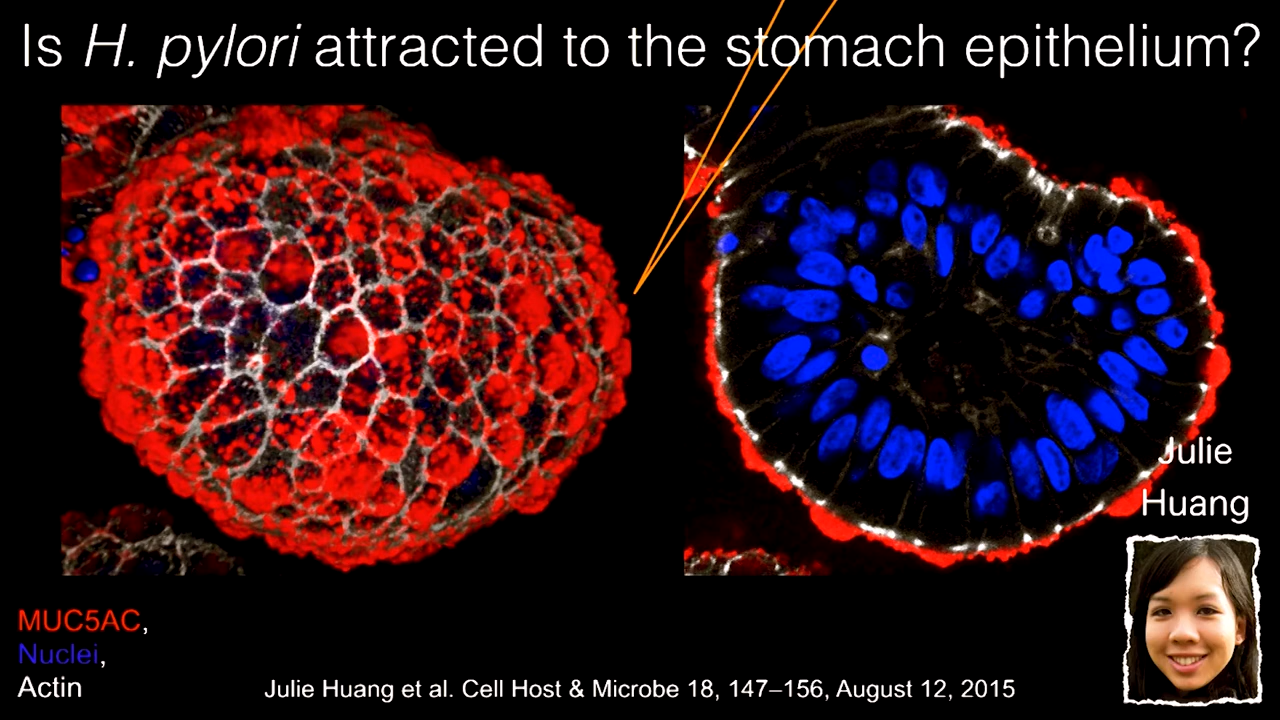 Is H. pylori attracted to the stomach epithelium?
Julie
Huang
MUC5AC,
Nuclei,
Actin
Julie Huang et al. Cell Host & Microbe 18, 147–156, August 12, 2015